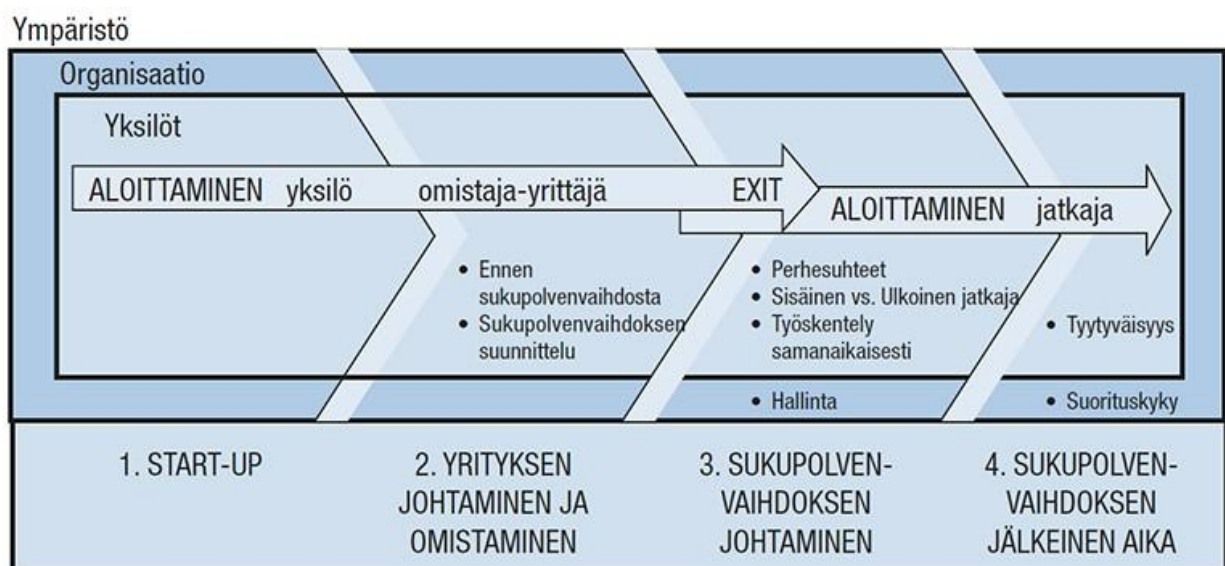 Ympäristö
Organisaatio
Yksilöt
ALOITTAMINEN yksilö omistaja-yrittäjä EXIT
ALOITTAMINEN jatkaja
• Ennen
sukupolvenvaihdosta
• Sukupolvenvaihdoksen
suunnittelu
• Perhesuhteet
• Sisäinen vs. Ulkoinen jatkaja
• Työskentely
samanaikaisesti
• Hallinta
• Tyytyväisyys
• Suorituskyky
1. START-UP
2. YRITYKSEN
JOHTAMINEN JA
OMISTAMINEN
3. SUKUPOLVEN-
VAIHDOKSEN
JOHTAMINEN
4. SUKUPOLVEN-
VAIHDOKSEN
JÄLKEINEN AIKA